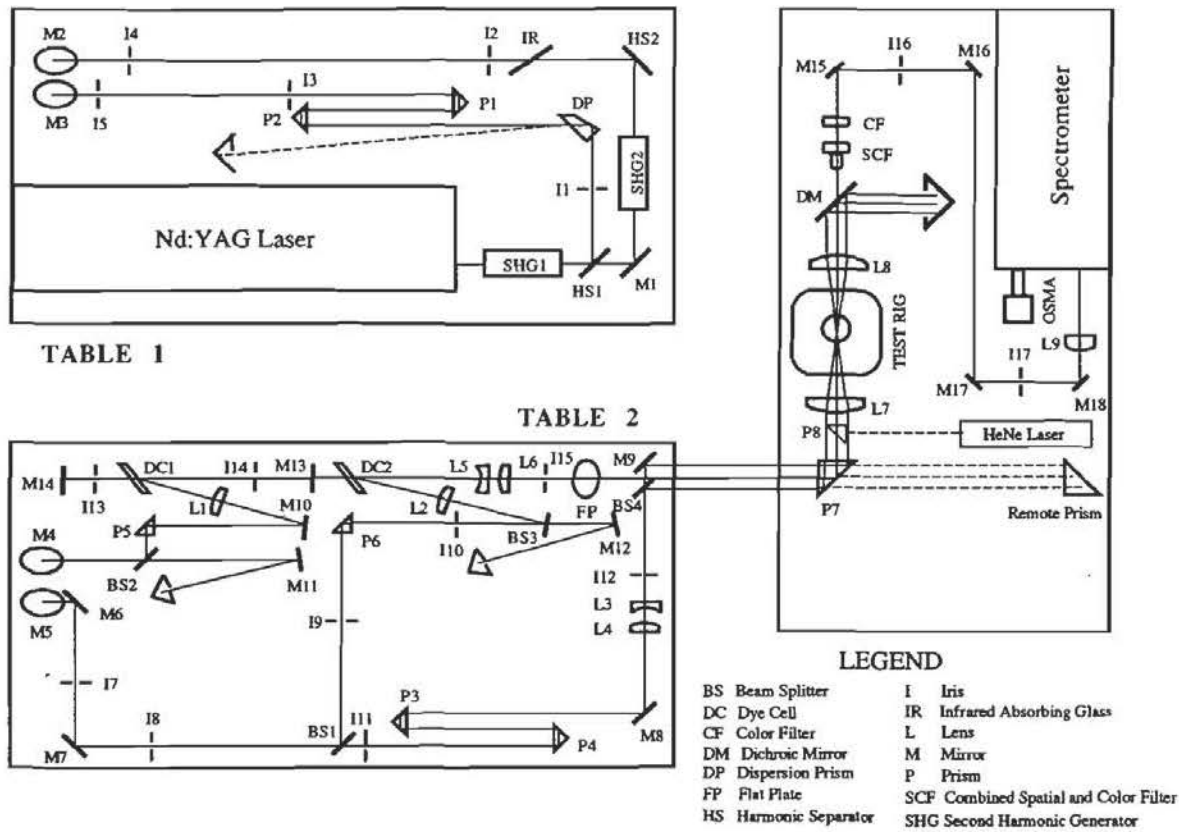 M2
I4
I2
IR
HS2
M3
I5
I3
P2
P1
DP
I1
SHG2
Nd:YAG Laser
SHG1
HS1
M1
TABLE 1
TABLE 2
M14
I13
DC1
I14
M13
DC2
L5
L6
I15
M9
L1
M10
L2
FP
BS4
P5
P6
I10
BS3
M12
M4
BS2
M11
M5
M6
I12
L3
L4
I9
I7
I8
M7
BS1
I11
P3
P4
M8
M15
I16
M16
CF
SCF
DM
Spectrometer
L8
TEST RIG
OSMA
L9
I17
M17
M18
L7
P8
HeNe Laser
P7
Remote Prism
LEGEND
BS Beam Splitter
DC Dye Cell
CF Color Filter
DM Dichroic Mirror
DP Dispersion Prism
FP Flat Plate
HS Harmonic Separator
I Iris
IR Infrared Absorbing Glass
L Lens
M Mirror
P Prism
SCF Combined Spatial and Color Filter
SHG Second Harmonic Generator